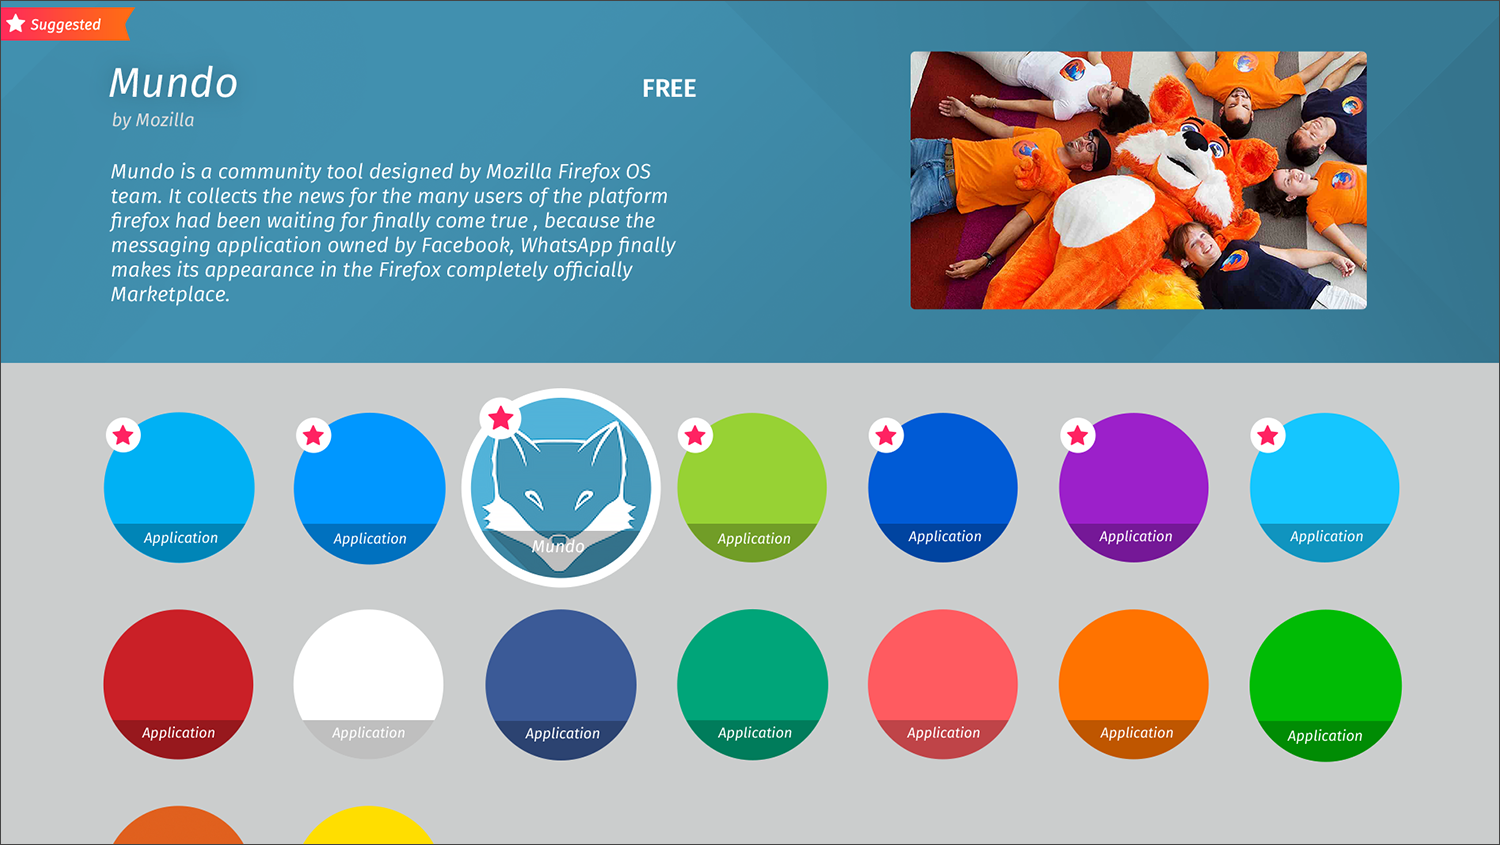 Suggested
Mundo
by Mozilla
FREE
Mundo is a community tool designed by Mozilla Firefox OS
team. It collects the news for the many users of the platform
firefox had been waiting for finally come true , because the
messaging application owned by Facebook, WhatsApp finally
makes its appearance in the Firefox completely officially
Marketplace.
Application
Application
Mundo
Application
Application
Application
Application
Application
Application
Application
Application
Application
Application
Application